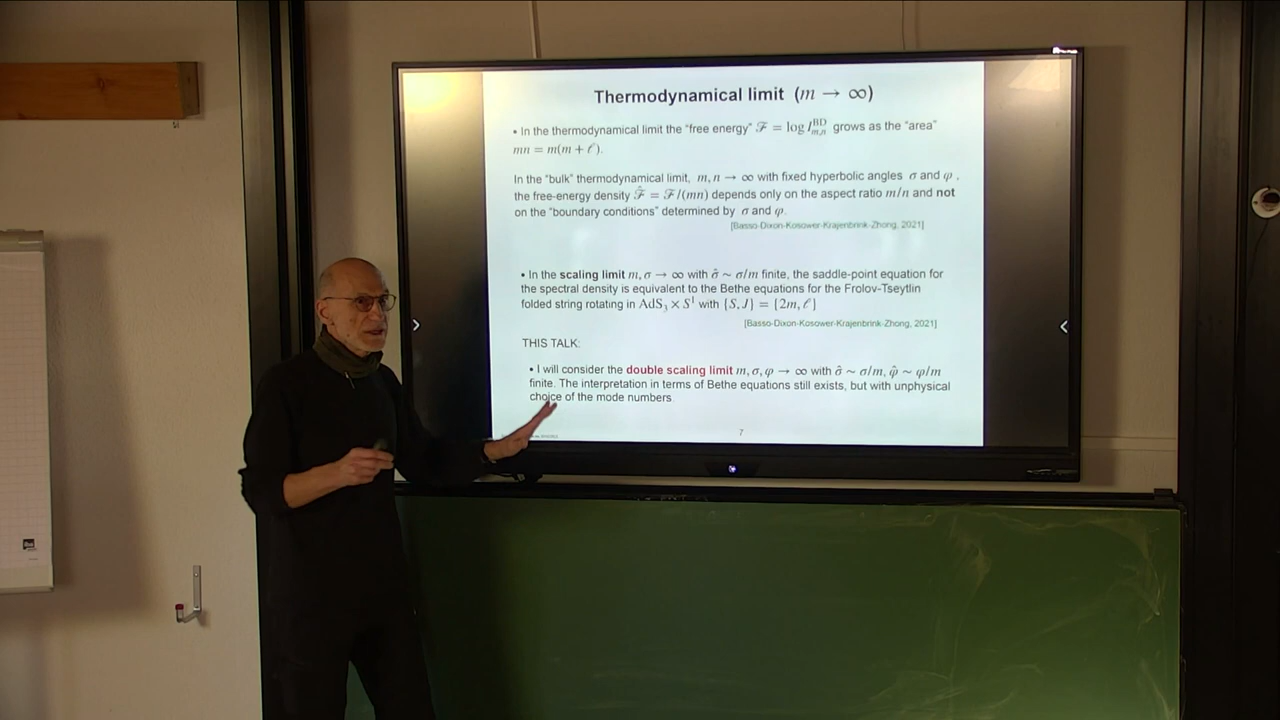 Thermodynamical limit (m → ∞)
• In the thermodynamical limit the "free energy" ℱ = log I_{m,n}^{BD} grows as the "area"
mn = m(m + ℓ).
In the "bulk" thermodynamical limit, m, n → ∞ with fixed hyperbolic angles σ and φ ,
the free-energy density ℱ̂ = ℱ/(mn) depends only on the aspect ratio m/n and not
on the "boundary conditions" determined by σ and φ.
[Basso-Dixon-Kosower-Krajenbrink-Zhong, 2021]
• In the scaling limit m, σ → ∞ with σ̂ ∼ σ/m finite, the saddle-point equation for
the spectral density is equivalent to the Bethe equations for the Frolov-Tseytlin
folded string rotating in AdS₃ × S¹ with {S, J} = {2m, ℓ}
[Basso-Dixon-Kosower-Krajenbrink-Zhong, 2021]
THIS TALK:
• I will consider the double scaling limit m, σ, φ → ∞ with σ̂ ∼ σ/m, φ̂ ∼ φ/m
finite. The interpretation in terms of Bethe equations still exists, but with unphysical
choice of the mode numbers
7